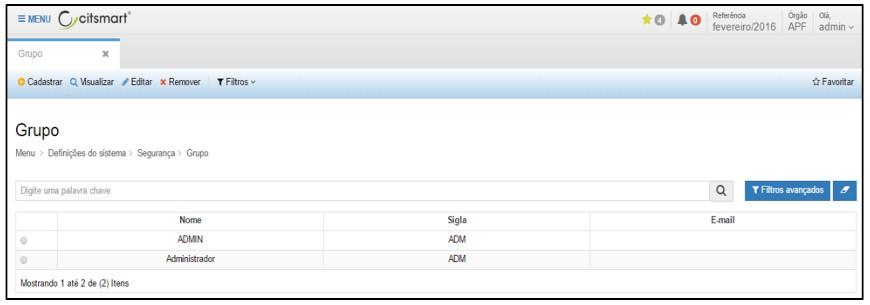 ≡ MENU citsmart® ★ 4 0 Referência fevereiro/2016 Órgão APF Olá, admin
Grupo ×
Cadastrar Visualizar Editar × Remover Filtros Favoritar
Grupo
Menu > Definições do sistema > Segurança > Grupo
Digite uma palavra chave Filtros avançados
Nome Sigla E-mail
ADMIN ADM
Administrador ADM
Mostrando 1 até 2 de (2) Itens